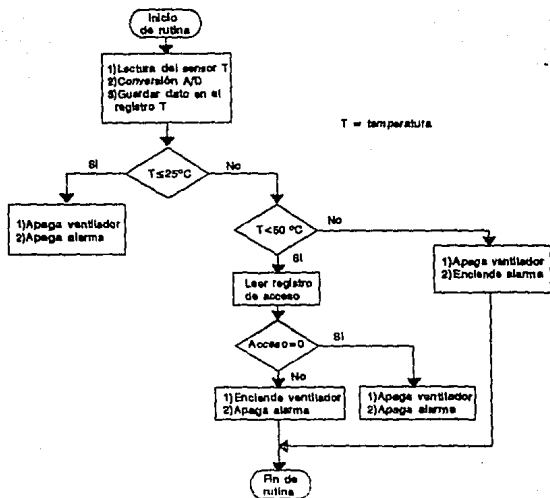 Inicio
de rutina
1)Lectura del sensor T
2)Conversión A/D
3)Guardar dato en el
registro T
T = temperatura
SI
T≤25°C
No
1)Apaga ventilador
2)Apaga alarma
T<50 °C
No
SI
1)Apaga ventilador
2)Enciende alarma
Leer registro
de acceso
Acceso=0
SI
No
1)Enciende ventilador
2)Apaga alarma
1)Apaga ventilador
2)Apaga alarma
Fin de
rutina